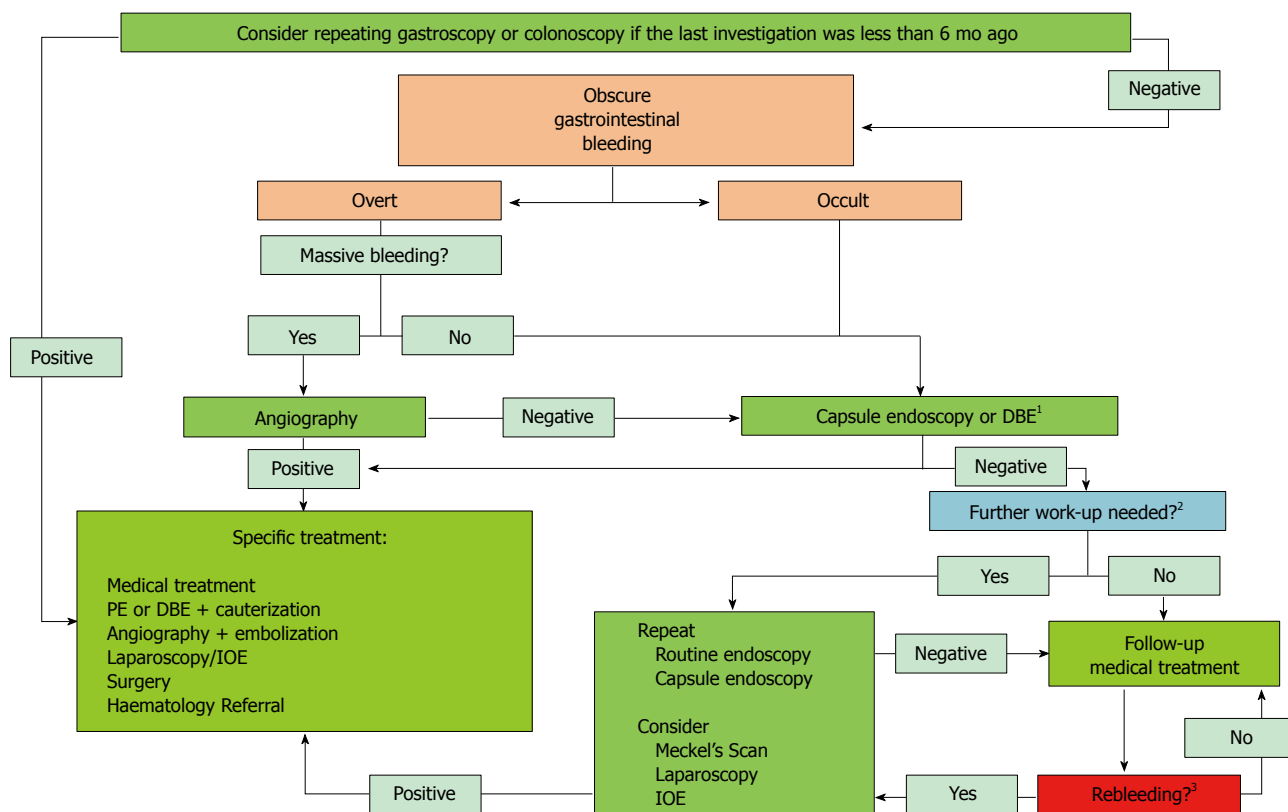 Consider repeating gastroscopy or colonoscopy if the last investigation was less than 6 mo ago
Negative
Obscure
gastrointestinal
bleeding
Overt
Occult
Massive bleeding?
Yes
No
Positive
Angiography
Negative
Capsule endoscopy or DBE¹
Positive
Negative
Further work-up needed?²
Specific treatment:
Medical treatment
PE or DBE + cauterization
Angiography + embolization
Laparoscopy/IOE
Surgery
Haematology Referral
Yes
No
Repeat
Routine endoscopy
Capsule endoscopy
Consider
Meckel's Scan
Laparoscopy
IOE
Negative
Follow-up
medical treatment
No
Positive
Yes
Rebleeding?³